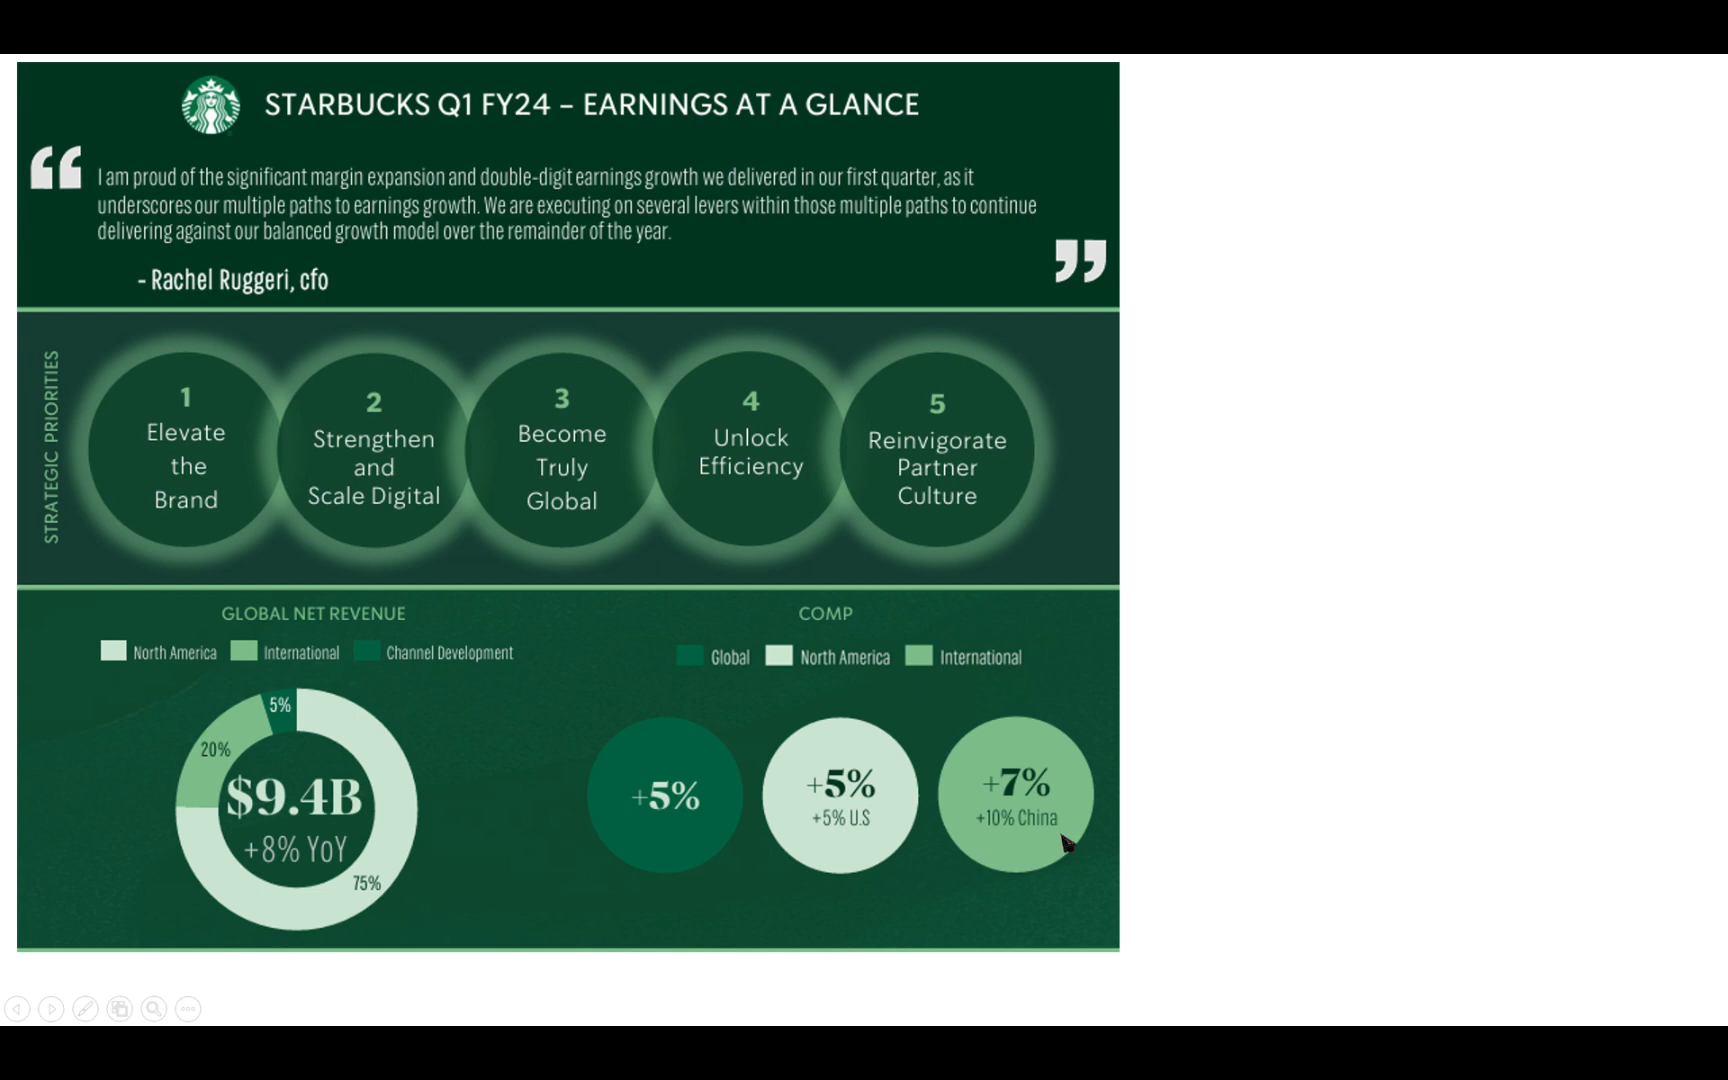 STARBUCKS Q1 FY24 – EARNINGS AT A GLANCE
“
I am proud of the significant margin expansion and double-digit earnings growth we delivered in our first quarter, as it
underscores our multiple paths to earnings growth. We are executing on several levers within those multiple paths to continue
delivering against our balanced growth model over the remainder of the year.
”
- Rachel Ruggeri, cfo
STRATEGIC PRIORITIES
1
Elevate
the
Brand
2
Strengthen
and
Scale Digital
3
Become
Truly
Global
4
Unlock
Efficiency
5
Reinvigorate
Partner
Culture
GLOBAL NET REVENUE
North America International Channel Development
5%
20%
$9.4B
+8% YoY
75%
COMP
Global North America International
+5%
+5%
+5% U.S
+7%
+10% China